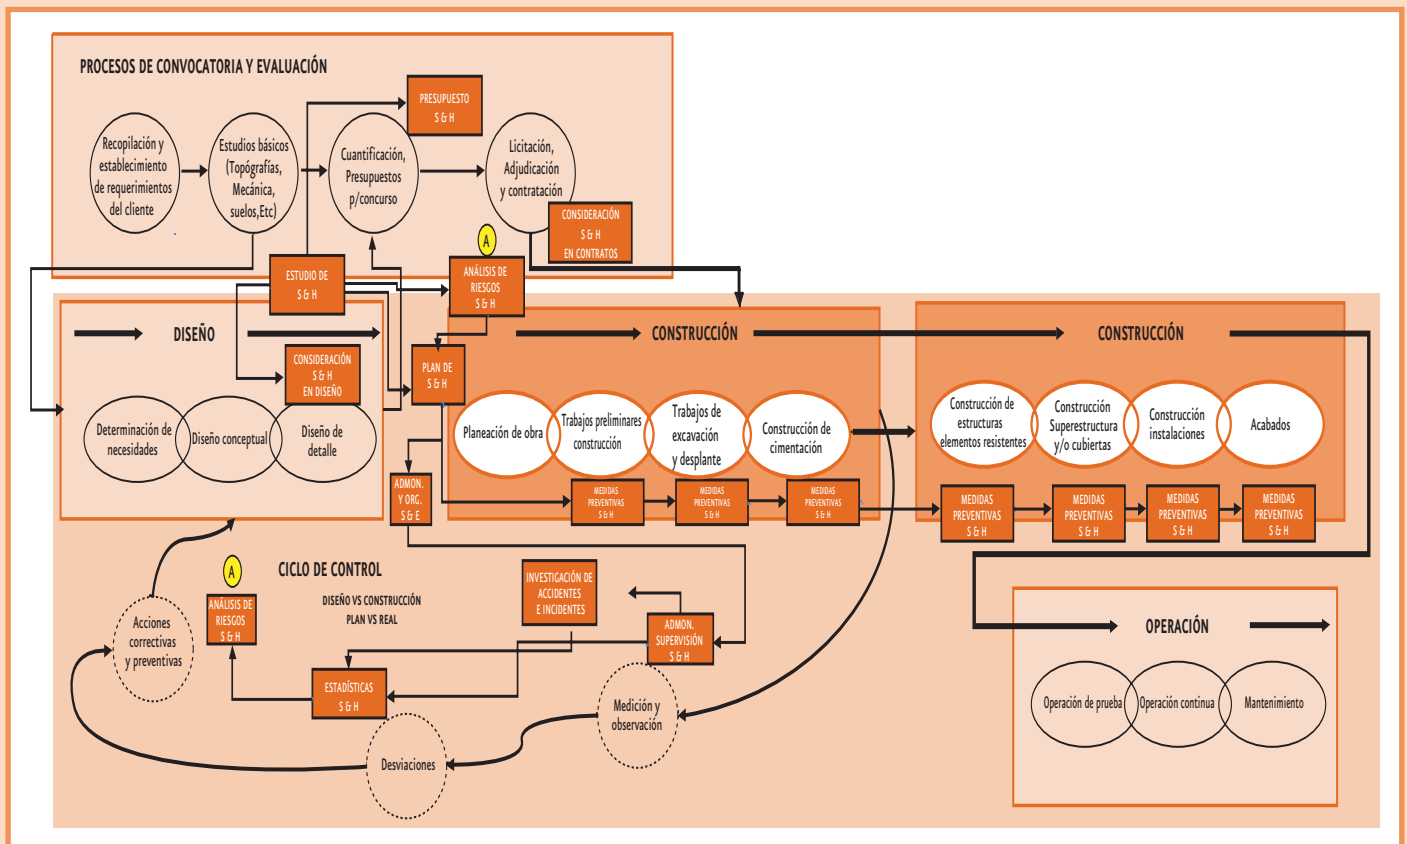 PROCESOS DE CONVOCATORIA Y EVALUACIÓN
PRESUPUESTO
S & H
Recopilación y
establecimiento
de requerimientos
del cliente
Estudios básicos
(Topógrafías,
Mecánica,
suelos,Etc)
Cuantificación,
Presupuestos
p/concurso
Licitación,
Adjudicación
y contratación
CONSIDERACIÓN
S & H
EN CONTRATOS
A
ESTUDIO DE
S & H
ANÁLISIS DE
RIESGOS
S & H
DISEÑO
CONSIDERACIÓN
S & H
EN DISEÑO
PLAN DE
S & H
Determinación de
necesidades
Diseño conceptual
Diseño de
detalle
CONSTRUCCIÓN
Planeación de obra
Trabajos preliminares
construcción
Trabajos de
excavación
y desplante
Construcción de
cimentación
MEDIDAS
PREVENTIVAS
S & H
MEDIDAS
PREVENTIVAS
S & H
MEDIDAS
PREVENTIVAS
S & H
CONSTRUCCIÓN
Construcción de
estructuras
elementos resistentes
Construcción
Superestructura
y/o cubiertas
Construcción
instalaciones
Acabados
MEDIDAS
PREVENTIVAS
S & H
MEDIDAS
PREVENTIVAS
S & H
MEDIDAS
PREVENTIVAS
S & H
MEDIDAS
PREVENTIVAS
S & H
ADMON.
Y ORG.
S & E
CICLO DE CONTROL
DISEÑO VS CONSTRUCCIÓN
PLAN VS REAL
A
ANÁLISIS DE
RIESGOS
S & H
INVESTIGACIÓN DE
ACCIDENTES
E INCIDENTES
ADMON.
SUPERVISIÓN
S & H
Acciones
correctivas
y preventivas
ESTADÍSTICAS
S & H
Medición y
observación
Desviaciones
OPERACIÓN
Operación de prueba
Operación continua
Mantenimiento